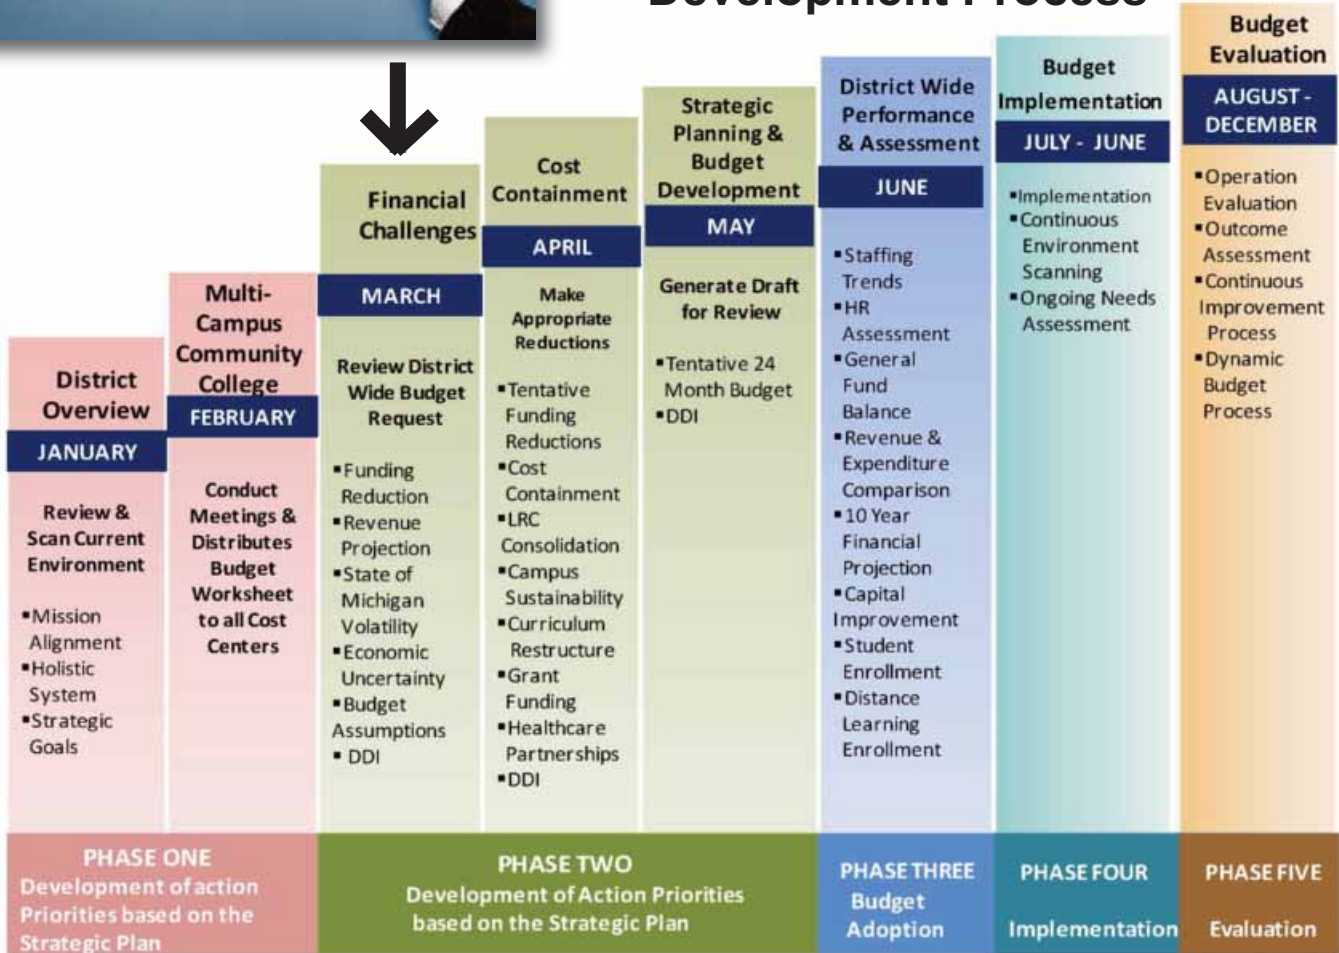 Development Process
District
Overview
JANUARY
Review &
Scan Current
Environment
▪Mission
Alignment
▪Holistic
System
▪Strategic
Goals
Multi-
Campus
Community
College
FEBRUARY
Conduct
Meetings &
Distributes
Budget
Worksheet
to all Cost
Centers
Financial
Challenges
MARCH
Review District
Wide Budget
Request
▪Funding
Reduction
▪Revenue
Projection
▪State of
Michigan
Volatility
▪Economic
Uncertainty
▪Budget
Assumptions
▪ DDI
Cost
Containment
APRIL
Make
Appropriate
Reductions
▪Tentative
Funding
Reductions
▪Cost
Containment
▪LRC
Consolidation
▪Campus
Sustainability
▪Curriculum
Restructure
▪Grant
Funding
▪Healthcare
Partnerships
▪DDI
Strategic
Planning &
Budget
Development
MAY
Generate Draft
for Review
▪Tentative 24
Month Budget
▪DDI
District Wide
Performance
& Assessment
JUNE
▪Staffing
Trends
▪HR
Assessment
▪General
Fund
Balance
▪Revenue &
Expenditure
Comparison
▪10 Year
Financial
Projection
▪Capital
Improvement
▪Student
Enrollment
▪Distance
Learning
Enrollment
Budget
Implementation
JULY - JUNE
▪Implementation
▪Continuous
Environment
Scanning
▪Ongoing Needs
Assessment
Budget
Evaluation
AUGUST -
DECEMBER
▪Operation
Evaluation
▪Outcome
Assessment
▪Continuous
Improvement
Process
▪Dynamic
Budget
Process
PHASE ONE
Development of action
Priorities based on the
Strategic Plan
PHASE TWO
Development of Action Priorities
based on the Strategic Plan
PHASE THREE
Budget
Adoption
PHASE FOUR
Implementation
PHASE FIVE
Evaluation